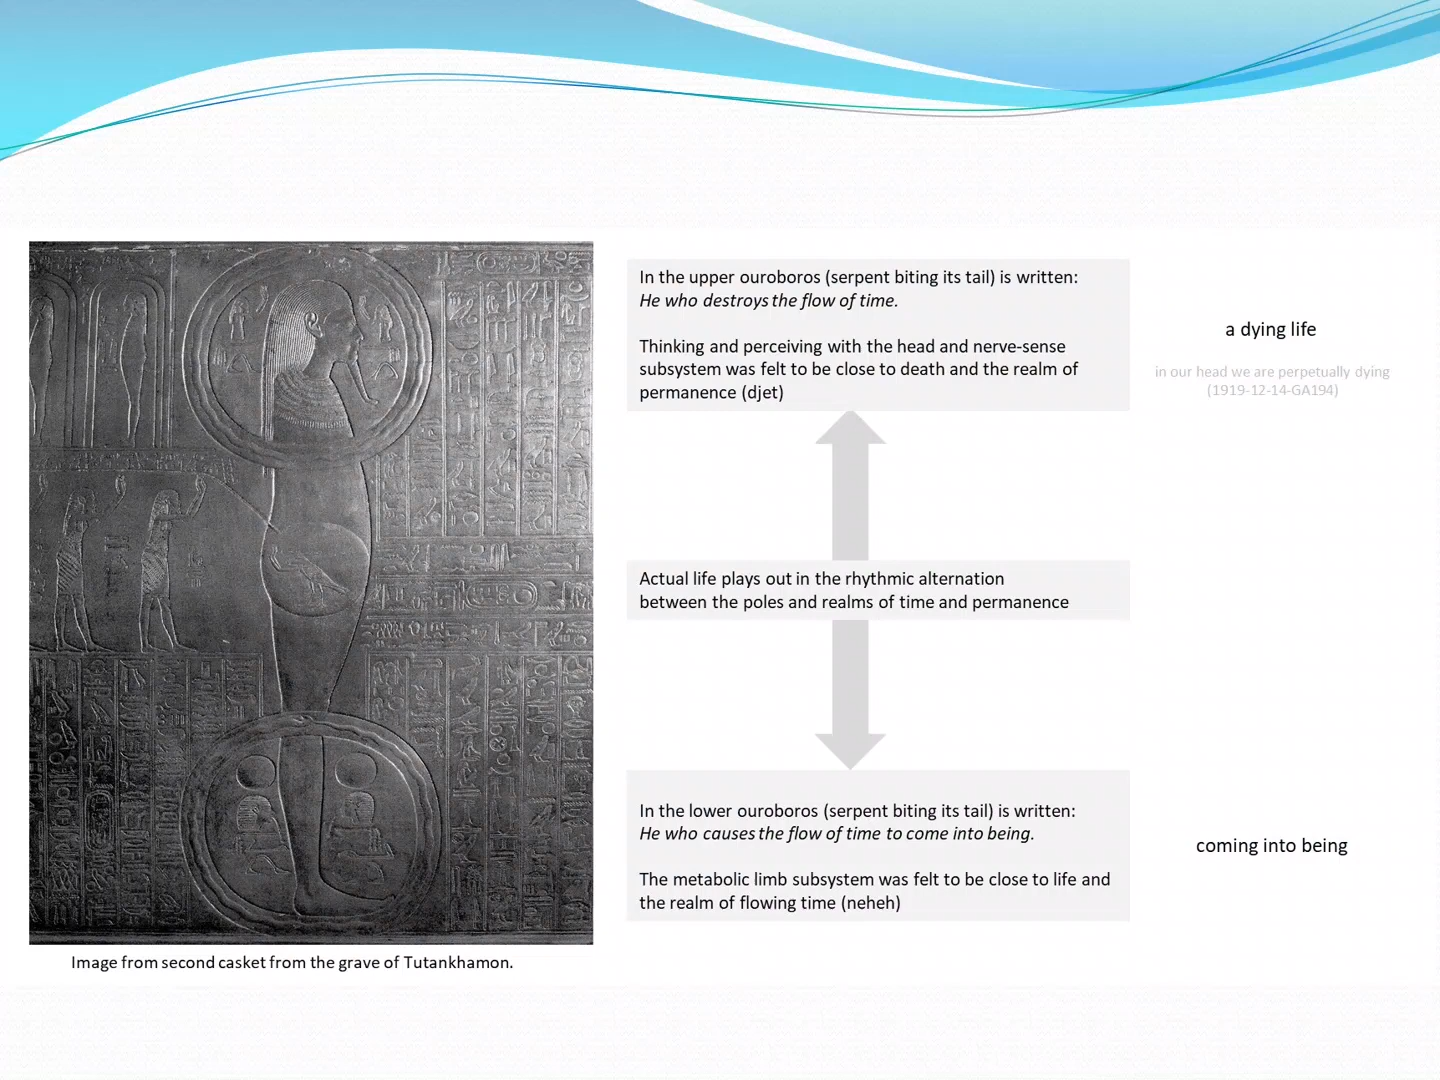 In the upper ouroboros (serpent biting its tail) is written:
He who destroys the flow of time.
Thinking and perceiving with the head and nerve-sense
subsystem was felt to be close to death and the realm of
permanence (djet)
a dying life
in our head we are perpetually dying
(1919-12-14-GA194)
Actual life plays out in the rhythmic alternation
between the poles and realms of time and permanence
In the lower ouroboros (serpent biting its tail) is written:
He who causes the flow of time to come into being.
The metabolic limb subsystem was felt to be close to life and
the realm of flowing time (neheh)
coming into being
Image from second casket from the grave of Tutankhamon.